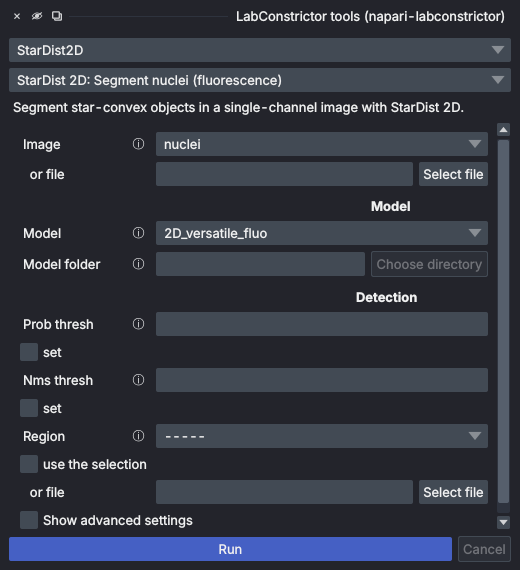 LabConstrictor tools (napari-labconstrictor)
StarDist2D
StarDist 2D: Segment nuclei (fluorescence)
Segment star-convex objects in a single-channel image with StarDist 2D.
Image nuclei
or file Select file
Model
Model 2D_versatile_fluo
Model folder Choose directory
Detection
Prob thresh
set
Nms thresh
set
Region -----
use the selection
or file Select file
Show advanced settings
Run Cancel